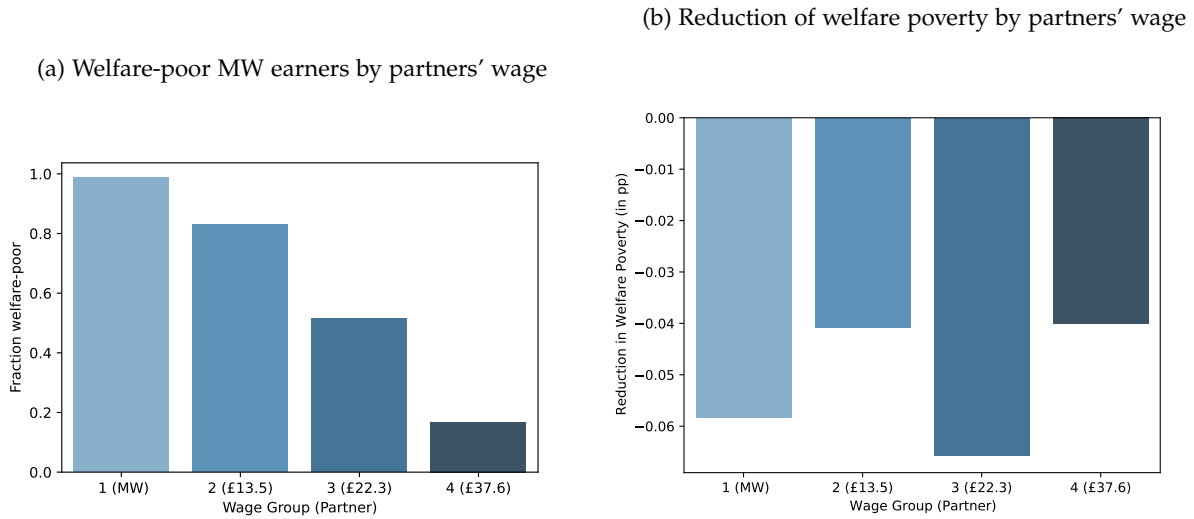 (a) Welfare-poor MW earners by partners' wage
1.0
0.8
0.6
0.4
0.2
0.0
Fraction welfare-poor
1 (MW) 2 (£13.5) 3 (£22.3) 4 (£37.6)
Wage Group (Partner)
(b) Reduction of welfare poverty by partners' wage
0.00
−0.01
−0.02
−0.03
−0.04
−0.05
−0.06
Reduction in Welfare Poverty (in pp)
1 (MW) 2 (£13.5) 3 (£22.3) 4 (£37.6)
Wage Group (Partner)